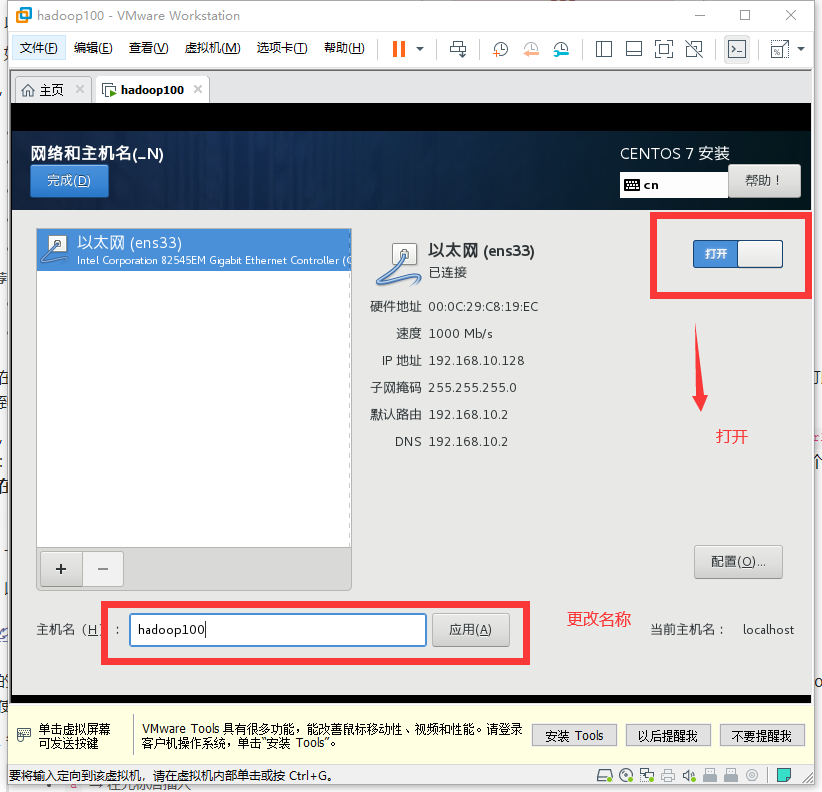 hadoop100 - VMware Workstation
文件(F) 编辑(E) 查看(V) 虚拟机(M) 选项卡(T) 帮助(H)
主页 hadoop100
网络和主机名(_N)
CENTOS 7 安装
完成(D)
cn
帮助！
以太网 (ens33)
Intel Corporation 82545EM Gigabit Ethernet Controller (
以太网 (ens33)
已连接
打开
硬件地址 00:0C:29:C8:19:EC
速度 1000 Mb/s
IP 地址 192.168.10.128
子网掩码 255.255.255.0
默认路由 192.168.10.2
DNS 192.168.10.2
打开
+ −
配置(O)...
主机名（H）： hadoop100 应用(A)
更改名称
当前主机名： localhost
单击虚拟屏幕
可发送按键
VMware Tools 具有很多功能，能改善鼠标移动性、视频和性能。请登录
客户机操作系统，单击“安装 Tools”。
安装 Tools 以后提醒我 不要提醒我
要将输入定向到该虚拟机，请在虚拟机内部单击或按 Ctrl+G。